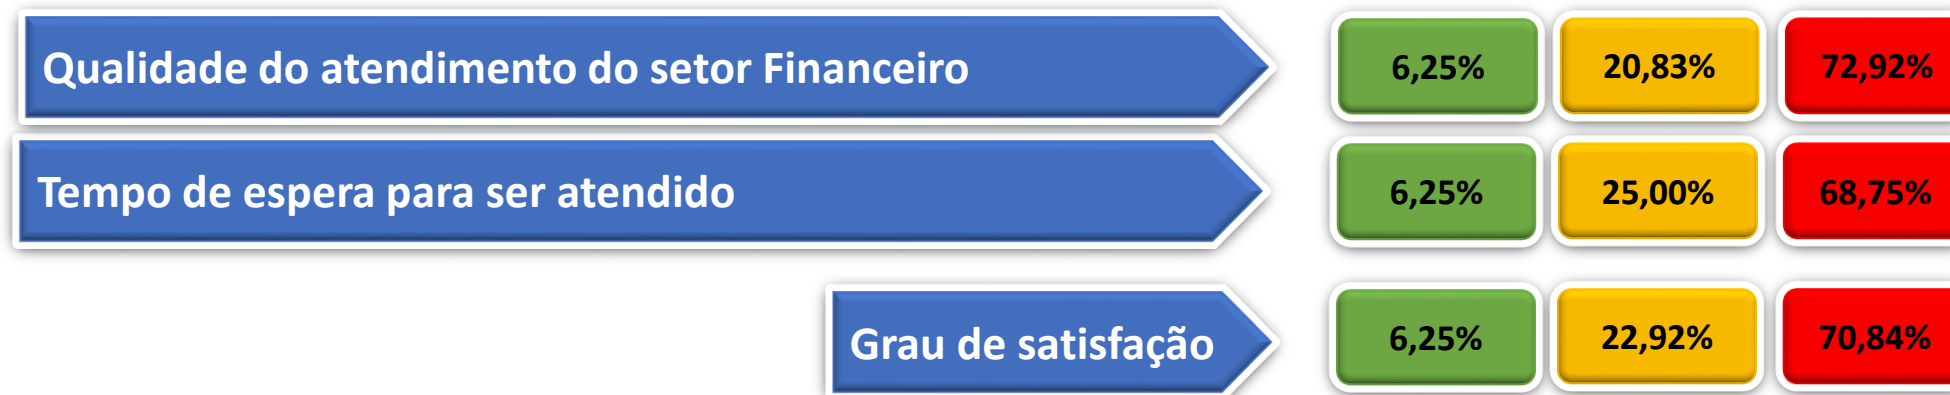 Qualidade do atendimento do setor Financeiro 6,25% 20,83% 72,92%
Tempo de espera para ser atendido 6,25% 25,00% 68,75%
Grau de satisfação 6,25% 22,92% 70,84%